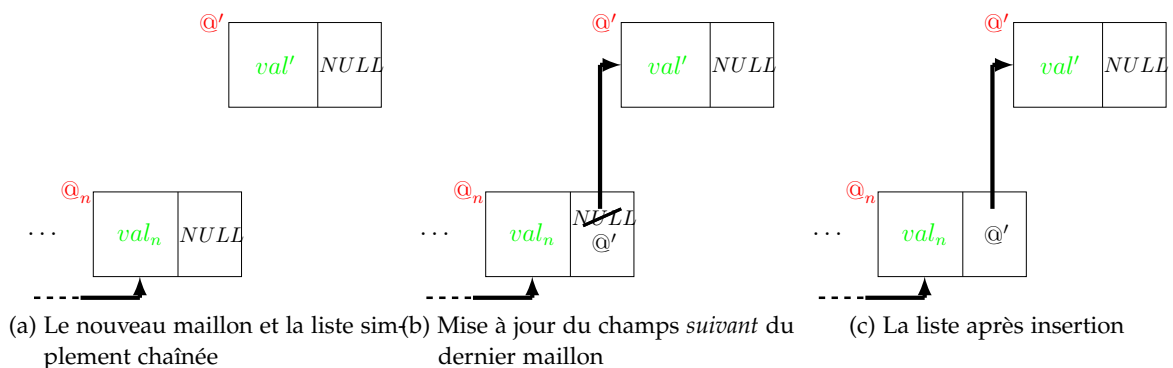 @′ @′ @′
val′ NULL val′ NULL val′ NULL
@ₙ @ₙ @ₙ
NULL
··· valₙ NULL ··· valₙ @′ ··· valₙ @′
(a) Le nouveau maillon et la liste sim-
plement chaînée
(b) Mise à jour du champs suivant du
dernier maillon
(c) La liste après insertion